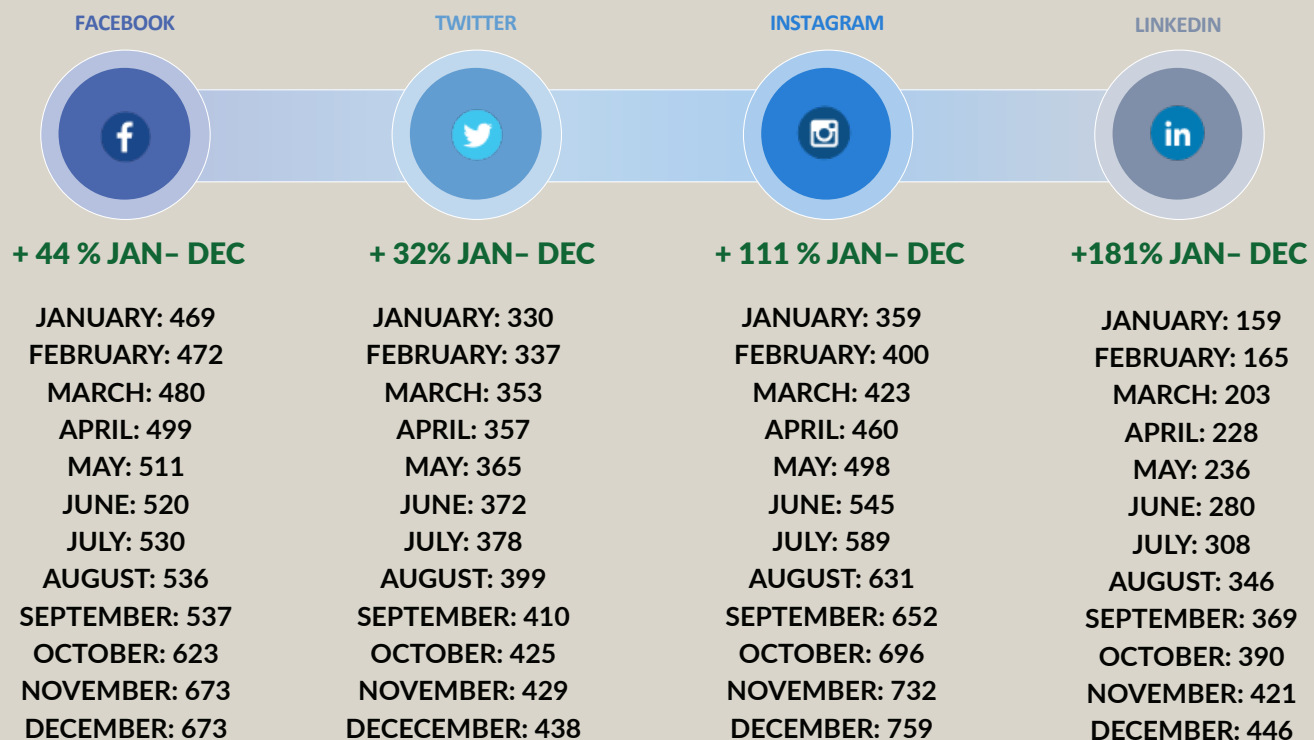 FACEBOOK
f
+ 44 % JAN– DEC
JANUARY: 469
FEBRUARY: 472
MARCH: 480
APRIL: 499
MAY: 511
JUNE: 520
JULY: 530
AUGUST: 536
SEPTEMBER: 537
OCTOBER: 623
NOVEMBER: 673
DECEMBER: 673
TWITTER
+ 32% JAN– DEC
JANUARY: 330
FEBRUARY: 337
MARCH: 353
APRIL: 357
MAY: 365
JUNE: 372
JULY: 378
AUGUST: 399
SEPTEMBER: 410
OCTOBER: 425
NOVEMBER: 429
DECECEMBER: 438
INSTAGRAM
+ 111 % JAN– DEC
JANUARY: 359
FEBRUARY: 400
MARCH: 423
APRIL: 460
MAY: 498
JUNE: 545
JULY: 589
AUGUST: 631
SEPTEMBER: 652
OCTOBER: 696
NOVEMBER: 732
DECEMBER: 759
LINKEDIN
in
+181% JAN– DEC
JANUARY: 159
FEBRUARY: 165
MARCH: 203
APRIL: 228
MAY: 236
JUNE: 280
JULY: 308
AUGUST: 346
SEPTEMBER: 369
OCTOBER: 390
NOVEMBER: 421
DECEMBER: 446